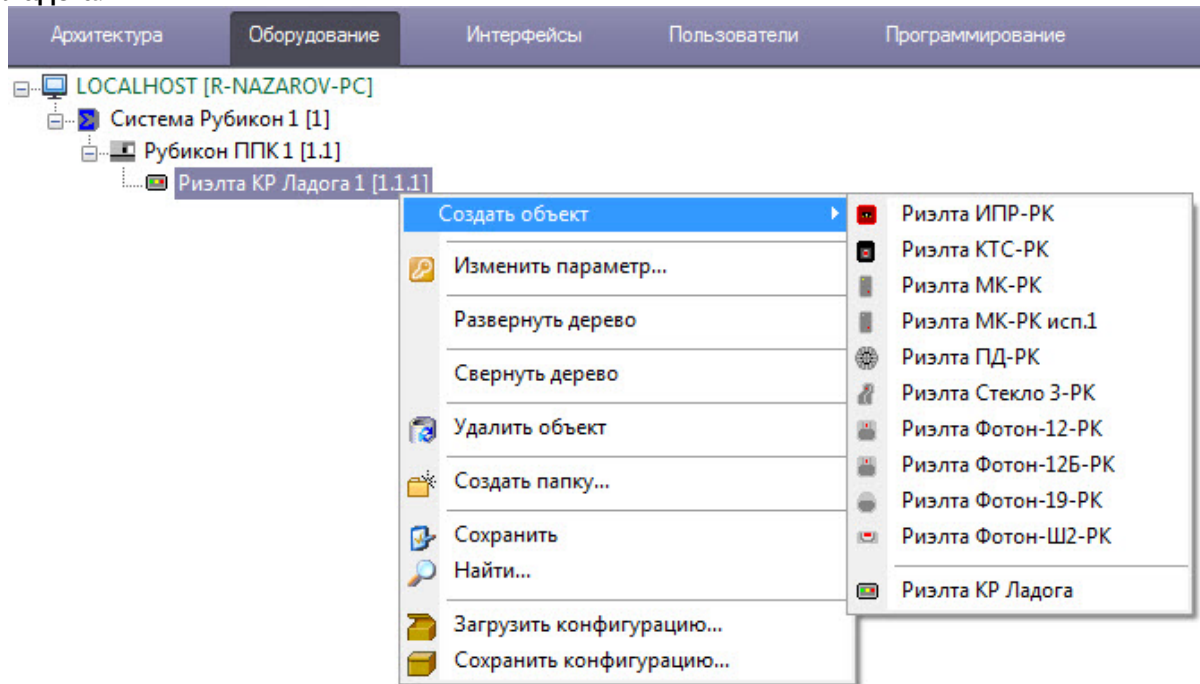 Архитектура Оборудование Интерфейсы Пользователи Программирование
LOCALHOST [R-NAZAROV-PC]
Система Рубикон 1 [1]
Рубикон ППК 1 [1.1]
Риэлта КР Ладога 1 [1.1.1]
Создать объект
Изменить параметр...
Развернуть дерево
Свернуть дерево
Удалить объект
Создать папку...
Сохранить
Найти...
Загрузить конфигурацию...
Сохранить конфигурацию...
Риэлта ИПР-РК
Риэлта КТС-РК
Риэлта МК-РК
Риэлта МК-РК исп.1
Риэлта ПД-РК
Риэлта Стекло 3-РК
Риэлта Фотон-12-РК
Риэлта Фотон-12Б-РК
Риэлта Фотон-19-РК
Риэлта Фотон-Ш2-РК
Риэлта КР Ладога